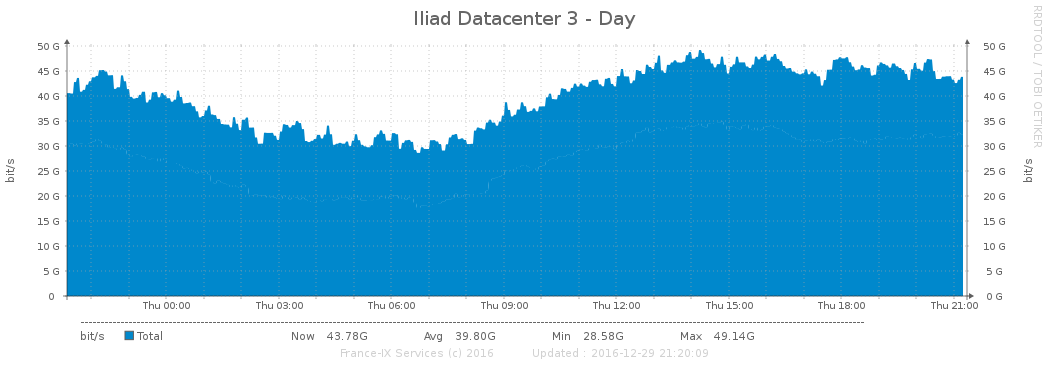 Iliad Datacenter 3 - Day
RRDTOOL / TOBI OETIKER
50 G 50 G
45 G 45 G
40 G 40 G
35 G 35 G
30 G 30 G
25 G 25 G
20 G 20 G
15 G 15 G
10 G 10 G
5 G 5 G
0 0 G
bit/s bit/s
Thu 00:00 Thu 03:00 Thu 06:00 Thu 09:00 Thu 12:00 Thu 15:00 Thu 18:00 Thu 21:00
bit/s Total Now 43.78G Avg 39.80G Min 28.58G Max 49.14G
France-IX Services (c) 2016 Updated : 2016-12-29 21:20:09